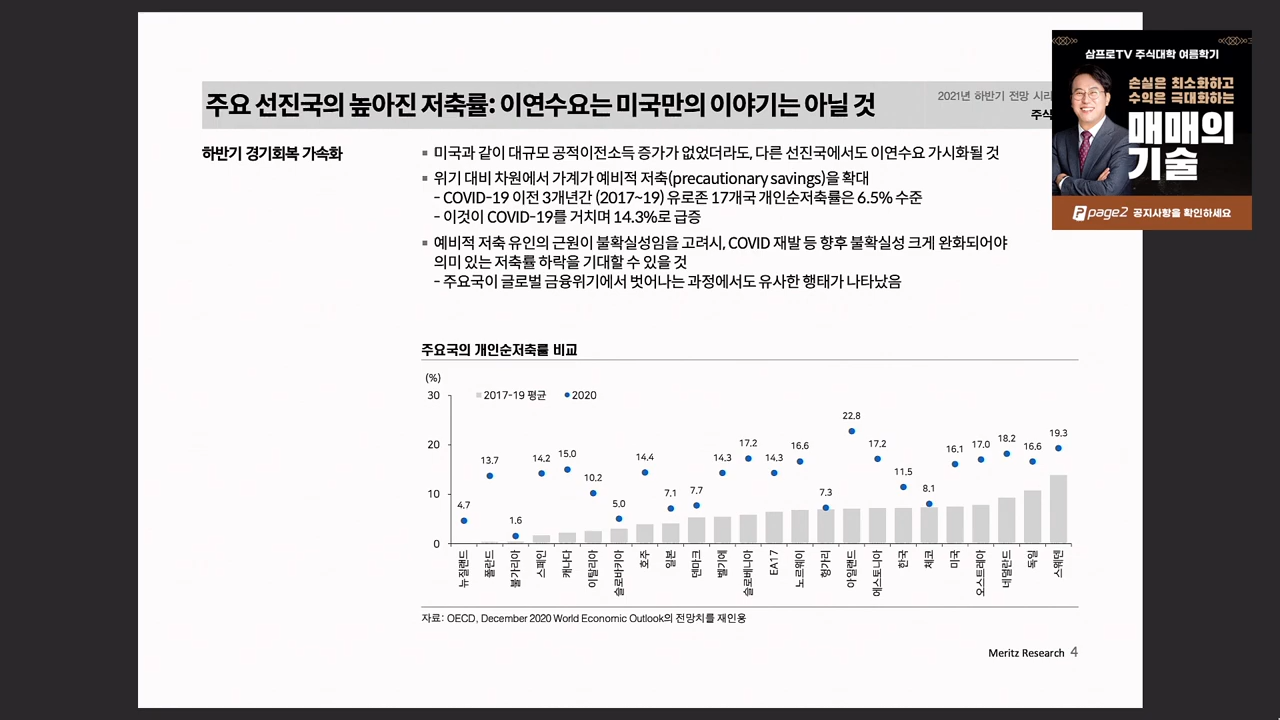 주요 선진국의 높아진 저축률: 이연수요는 미국만의 이야기는 아닐 것
2021년 하반기 전망 시리
주식
삼프로TV 주식대학 여름학기
손실은 최소화하고
수익은 극대화하는
매매의
기술
page2 공지사항을 확인하세요
하반기 경기회복 가속화
▪ 미국과 같이 대규모 공적이전소득 증가가 없었더라도, 다른 선진국에서도 이연수요 가시화될 것
▪ 위기 대비 차원에서 가계가 예비적 저축(precautionary savings)을 확대
- COVID-19 이전 3개년간 (2017~19) 유로존 17개국 개인순저축률은 6.5% 수준
- 이것이 COVID-19를 거치며 14.3%로 급증
▪ 예비적 저축 유인의 근원이 불확실성임을 고려시, COVID 재발 등 향후 불확실성 크게 완화되어야
의미 있는 저축률 하락을 기대할 수 있을 것
- 주요국이 글로벌 금융위기에서 벗어나는 과정에서도 유사한 행태가 나타났음
주요국의 개인순저축률 비교
(%)
2017-19 평균 2020
30
20
10
0
4.7 13.7 1.6 14.2 15.0 10.2 5.0 14.4 7.1 7.7 14.3 17.2 14.3 16.6 7.3 22.8 17.2 11.5 8.1 16.1 17.0 18.2 16.6 19.3
뉴질랜드 폴란드 불가리아 스페인 캐나다 이탈리아 슬로바키아 호주 일본 덴마크 벨기에 슬로베니아 EA17 노르웨이 헝가리 아일랜드 에스토니아 한국 체코 미국 오스트레아 네덜란드 독일 스웨덴
자료: OECD, December 2020 World Economic Outlook의 전망치를 재인용
Meritz Research 4